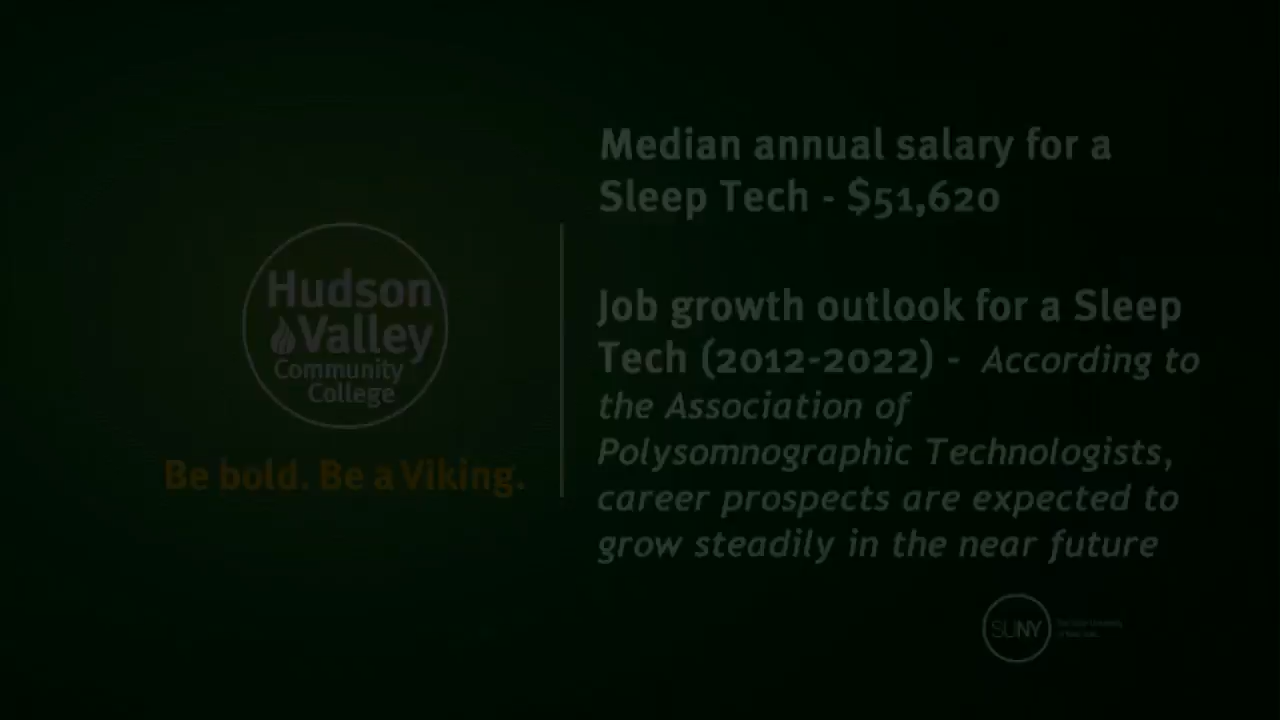 Hudson
Valley
Community
College
Be bold. Be a Viking.
Median annual salary for a
Sleep Tech - $51,620
Job growth outlook for a Sleep
Tech (2012-2022) - According to
the Association of
Polysomnographic Technologists,
career prospects are expected to
grow steadily in the near future
SUNY